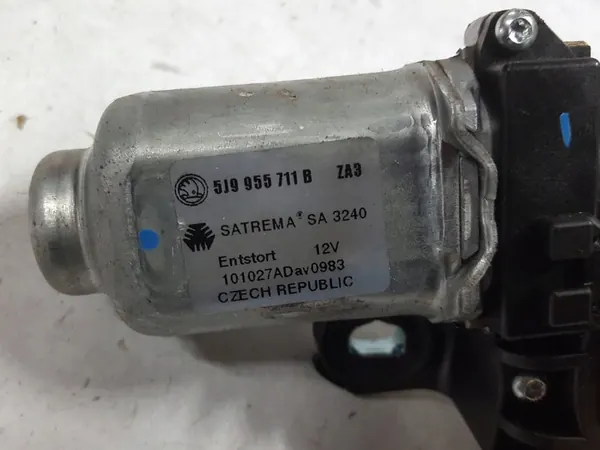 5J9 955 711 B ZA3
SATREMA® SA 3240
Entstort 12V
101027ADav0983
CZECH REPUBLIC